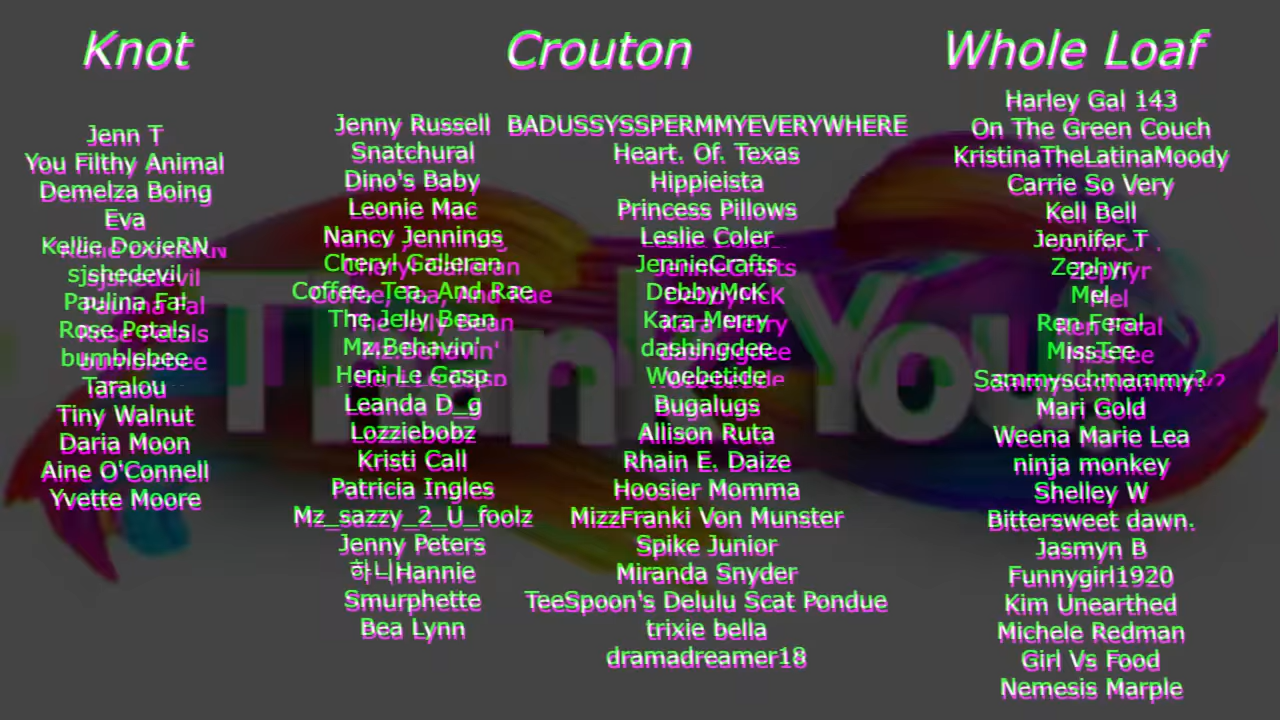 Knot
Jenn T
You Filthy Animal
Demelza Boing
Eva
Kellie DoxieRN
sjshedevil
Paulina Fal
Rose Petals
bumblebee
Taralou
Tiny Walnut
Daria Moon
Aine O'Connell
Yvette Moore
Crouton
Jenny Russell
Snatchural
Dino's Baby
Leonie Mac
Nancy Jennings
Cheryl Galleran
Coffee, Tea, And Rae
The Jelly Bean
Mz.Behavin'
Heni Le Gasp
Leanda D_g
Lozziebobz
Kristi Call
Patricia Ingles
Mz_sazzy_2_U_foolz
Jenny Peters
하니Hannie
Smurphette
Bea Lynn
BADUSSYSSPERMMYEVERYWHERE
Heart. Of. Texas
Hippieista
Princess Pillows
Leslie Coler
JennieCrafts
DebbyMcK
Kara Merry
dashingdee
Woebetide
Bugalugs
Allison Ruta
Rhain E. Daize
Hoosier Momma
MizzFranki Von Munster
Spike Junior
Miranda Snyder
TeeSpoon's Delulu Scat Pondue
trixie bella
dramadreamer18
Whole Loaf
Harley Gal 143
On The Green Couch
KristinaTheLatinaMoody
Carrie So Very
Kell Bell
Jennifer T
Zephyr
Mel
Ren Feral
MissTee
Sammyschmammy?
Mari Gold
Weena Marie Lea
ninja monkey
Shelley W
Bittersweet dawn.
Jasmyn B
Funnygirl1920
Kim Unearthed
Michele Redman
Girl Vs Food
Nemesis Marple
Thank You